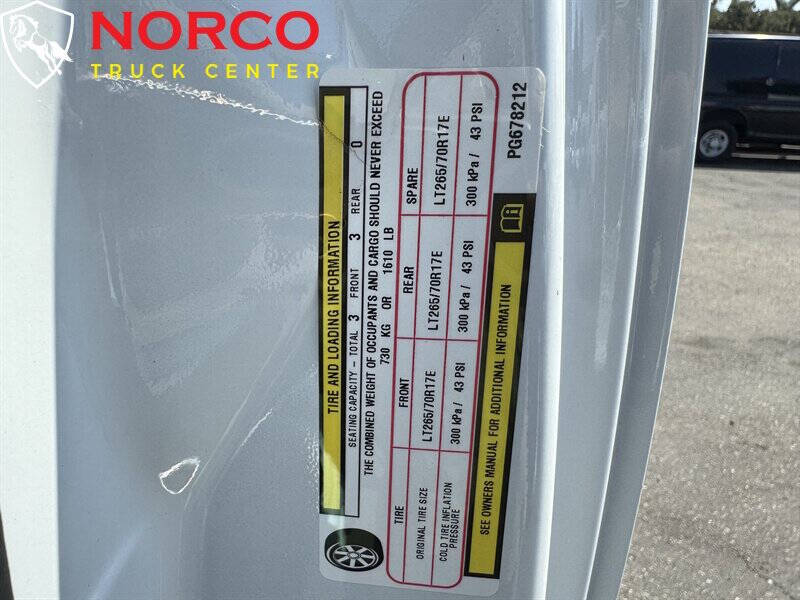 NORCO
TRUCK CENTER
TIRE AND LOADING INFORMATION
SEATING CAPACITY - TOTAL 3 FRONT 3 REAR 0
THE COMBINED WEIGHT OF OCCUPANTS AND CARGO SHOULD NEVER EXCEED
730 KG OR 1610 LB
TIRE FRONT REAR SPARE
ORIGINAL TIRE SIZE LT265/70R17E LT265/70R17E LT265/70R17E
COLD TIRE INFLATION PRESSURE 300 kPa / 43 PSI 300 kPa / 43 PSI 300 kPa / 43 PSI
SEE OWNERS MANUAL FOR ADDITIONAL INFORMATION
PG678212